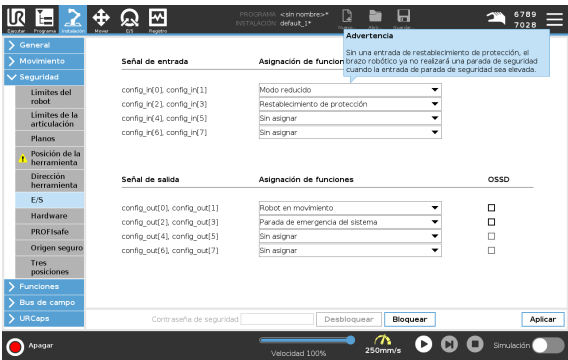 PROGRAMA <sin nombre>*
INSTALACIÓN default_1*
6789
7028
Ejecutar Programa Instalación Mover E/S Registro Nuevo Abrir Guardar
Advertencia
Sin una entrada de restablecimiento de protección, el
brazo robótico ya no realizará una parada de seguridad
cuando la entrada de parada de seguridad sea elevada.
General
Movimiento
Seguridad
Límites del
robot
Límites de la
articulación
Planos
Posición de la
herramienta
Dirección
herramienta
E/S
Hardware
PROFIsafe
Origen seguro
Tres
posiciones
Funciones
Bus de campo
URCaps
Señal de entrada Asignación de funcion
config_in[0], config_in[1] Modo reducido
config_in[2], config_in[3] Restablecimiento de protección
config_in[4], config_in[5] Sin asignar
config_in[6], config_in[7] Sin asignar
Señal de salida Asignación de funciones OSSD
config_out[0], config_out[1] Robot en movimiento
config_out[2], config_out[3] Parada de emergencia del sistema
config_out[4], config_out[5] Sin asignar
config_out[6], config_out[7] Sin asignar
Contraseña de seguridad Desbloquear Bloquear Aplicar
Apagar Velocidad 100% 250mm/s Simulación